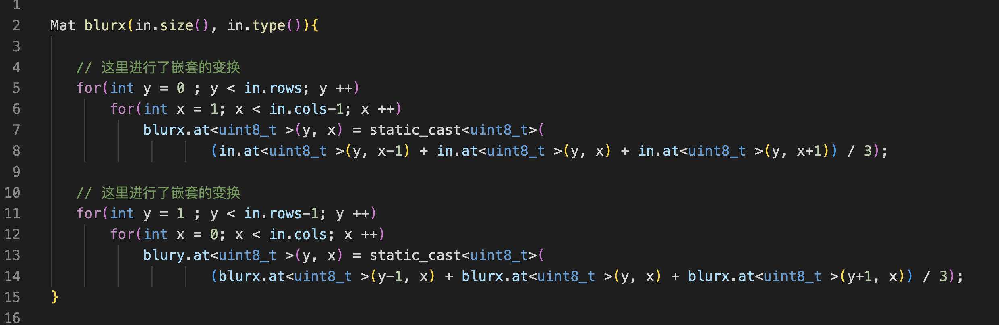 1
2 Mat blurx(in.size(), in.type()){
3
4 // 这里进行了嵌套的变换
5 for(int y = 0 ; y < in.rows; y ++)
6 for(int x = 1; x < in.cols-1; x ++)
7 blurx.at<uint8_t >(y, x) = static_cast<uint8_t>(
8 (in.at<uint8_t >(y, x-1) + in.at<uint8_t >(y, x) + in.at<uint8_t >(y, x+1)) / 3);
9
10 // 这里进行了嵌套的变换
11 for(int y = 1 ; y < in.rows-1; y ++)
12 for(int x = 0; x < in.cols; x ++)
13 blury.at<uint8_t >(y, x) = static_cast<uint8_t>(
14 (blurx.at<uint8_t >(y-1, x) + blurx.at<uint8_t >(y, x) + blurx.at<uint8_t >(y+1, x)) / 3);
15 }
16